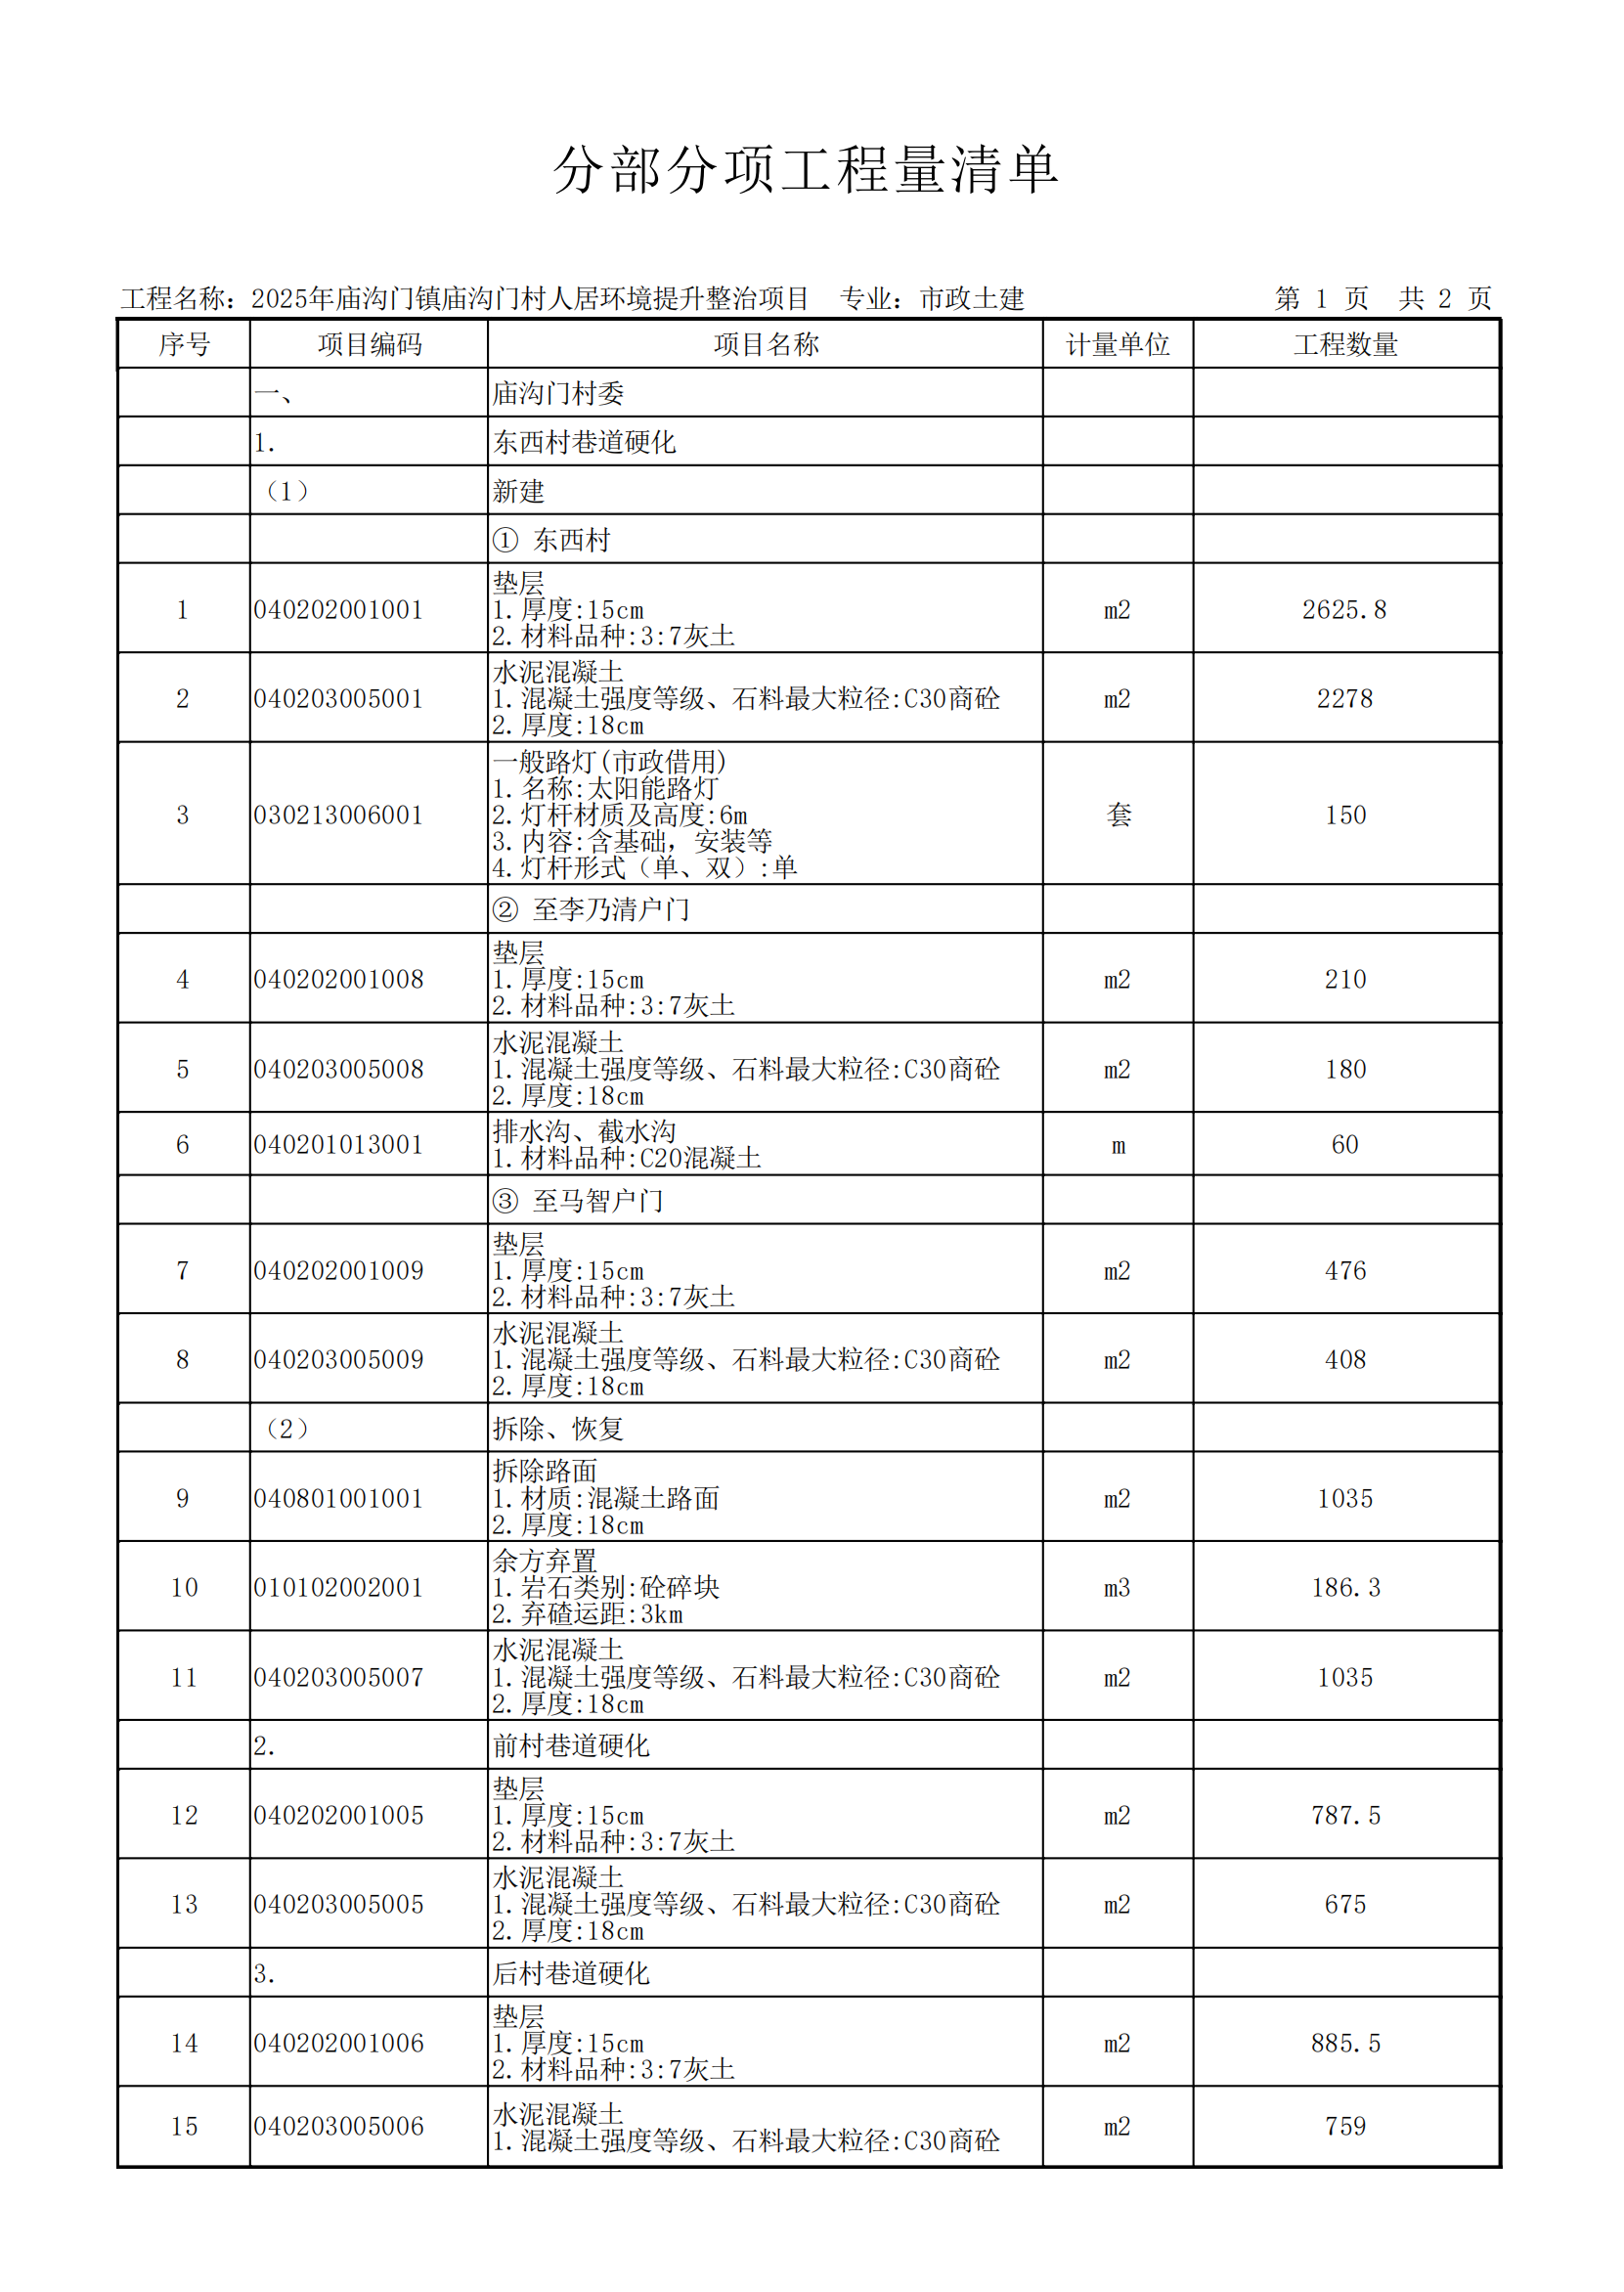 分部分项工程量清单
工程名称：2025年庙沟门镇庙沟门村人居环境提升整治项目 专业：市政土建 第 1 页 共 2 页
序号 项目编码 项目名称 计量单位 工程数量
一、 庙沟门村委
1. 东西村巷道硬化
（1） 新建
① 东西村
垫层
1 040202001001 1.厚度:15cm m2 2625.8
2.材料品种:3:7灰土
水泥混凝土
2 040203005001 1.混凝土强度等级、石料最大粒径:C30商砼 m2 2278
2.厚度:18cm
一般路灯(市政借用)
1.名称:太阳能路灯
3 030213006001 2.灯杆材质及高度:6m 套 150
3.内容:含基础，安装等
4.灯杆形式（单、双）:单
② 至李乃清户门
垫层
4 040202001008 1.厚度:15cm m2 210
2.材料品种:3:7灰土
水泥混凝土
5 040203005008 1.混凝土强度等级、石料最大粒径:C30商砼 m2 180
2.厚度:18cm
排水沟、截水沟
6 040201013001 1.材料品种:C20混凝土 m 60
③ 至马智户门
垫层
7 040202001009 1.厚度:15cm m2 476
2.材料品种:3:7灰土
水泥混凝土
8 040203005009 1.混凝土强度等级、石料最大粒径:C30商砼 m2 408
2.厚度:18cm
（2） 拆除、恢复
拆除路面
9 040801001001 1.材质:混凝土路面 m2 1035
2.厚度:18cm
余方弃置
10 010102002001 1.岩石类别:砼碎块 m3 186.3
2.弃碴运距:3km
水泥混凝土
11 040203005007 1.混凝土强度等级、石料最大粒径:C30商砼 m2 1035
2.厚度:18cm
2. 前村巷道硬化
垫层
12 040202001005 1.厚度:15cm m2 787.5
2.材料品种:3:7灰土
水泥混凝土
13 040203005005 1.混凝土强度等级、石料最大粒径:C30商砼 m2 675
2.厚度:18cm
3. 后村巷道硬化
垫层
14 040202001006 1.厚度:15cm m2 885.5
2.材料品种:3:7灰土
水泥混凝土
15 040203005006 1.混凝土强度等级、石料最大粒径:C30商砼 m2 759